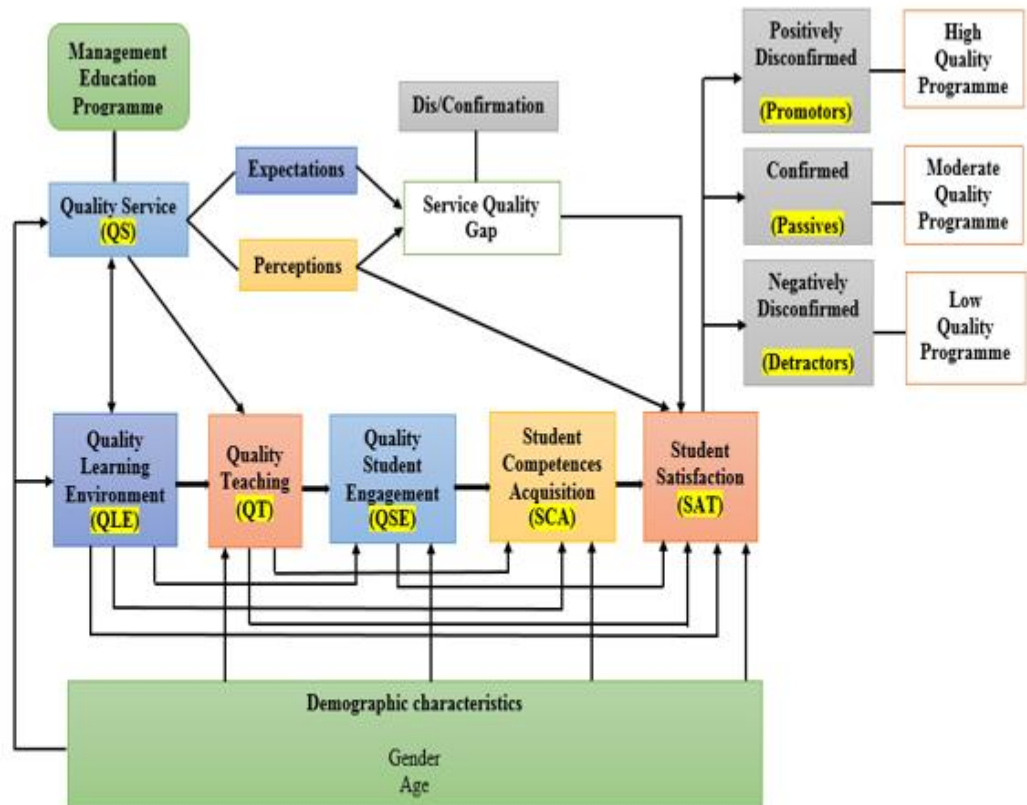 Management
Education
Programme
Dis/Confirmation
Positively
Disconfirmed
(Promotors)
High
Quality
Programme
Expectations
Quality Service
(QS)
Service Quality
Gap
Perceptions
Confirmed
(Passives)
Moderate
Quality
Programme
Negatively
Disconfirmed
(Detractors)
Low
Quality
Programme
Quality
Learning
Environment
(QLE)
Quality
Teaching
(QT)
Quality
Student
Engagement
(QSE)
Student
Competences
Acquisition
(SCA)
Student
Satisfaction
(SAT)
Demographic characteristics
Gender
Age